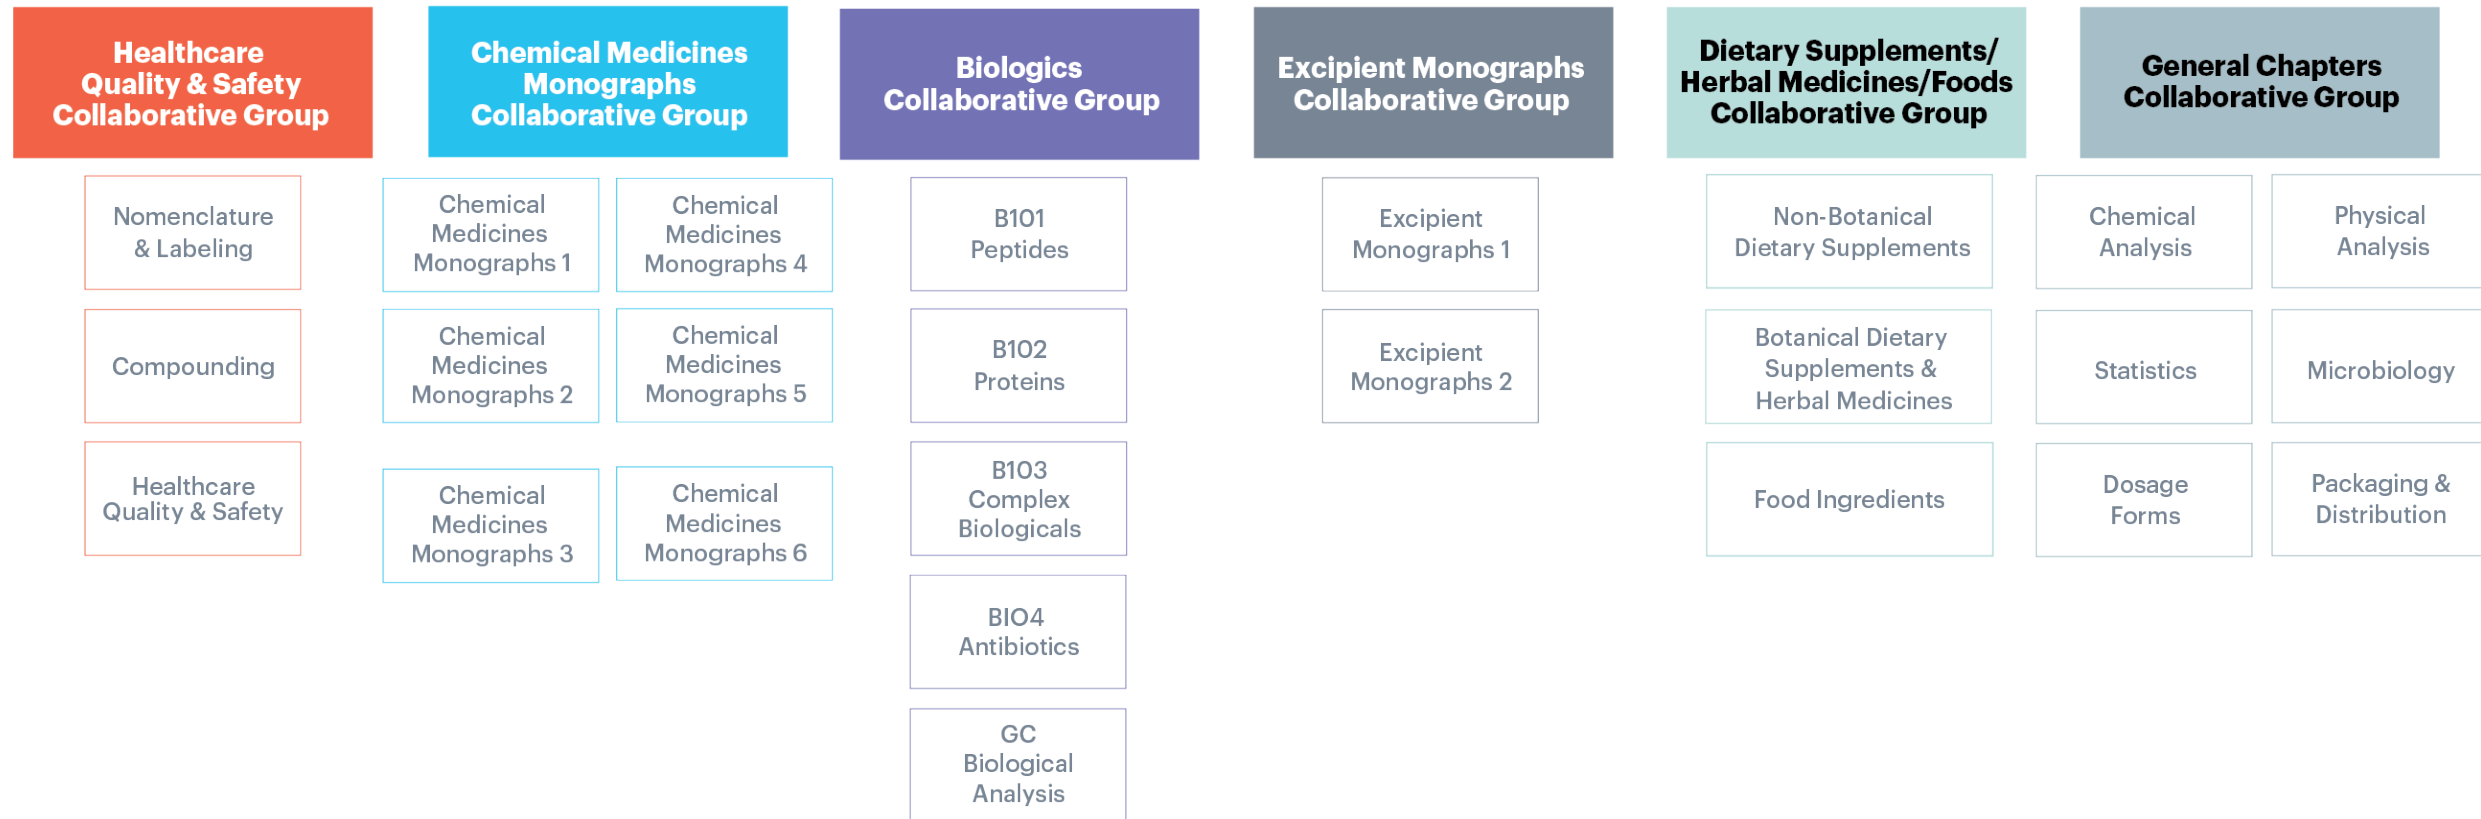 Healthcare
Quality & Safety
Collaborative Group
Nomenclature
& Labeling
Compounding
Healthcare
Quality & Safety
Chemical Medicines
Monographs
Collaborative Group
Chemical
Medicines
Monographs 1
Chemical
Medicines
Monographs 2
Chemical
Medicines
Monographs 3
Chemical
Medicines
Monographs 4
Chemical
Medicines
Monographs 5
Chemical
Medicines
Monographs 6
Biologics
Collaborative Group
B101
Peptides
B102
Proteins
B103
Complex
Biologicals
BIO4
Antibiotics
GC
Biological
Analysis
Excipient Monographs
Collaborative Group
Excipient
Monographs 1
Excipient
Monographs 2
Dietary Supplements/
Herbal Medicines/Foods
Collaborative Group
Non-Botanical
Dietary Supplements
Botanical Dietary
Supplements &
Herbal Medicines
Food Ingredients
General Chapters
Collaborative Group
Chemical
Analysis
Statistics
Dosage
Forms
Physical
Analysis
Microbiology
Packaging &
Distribution